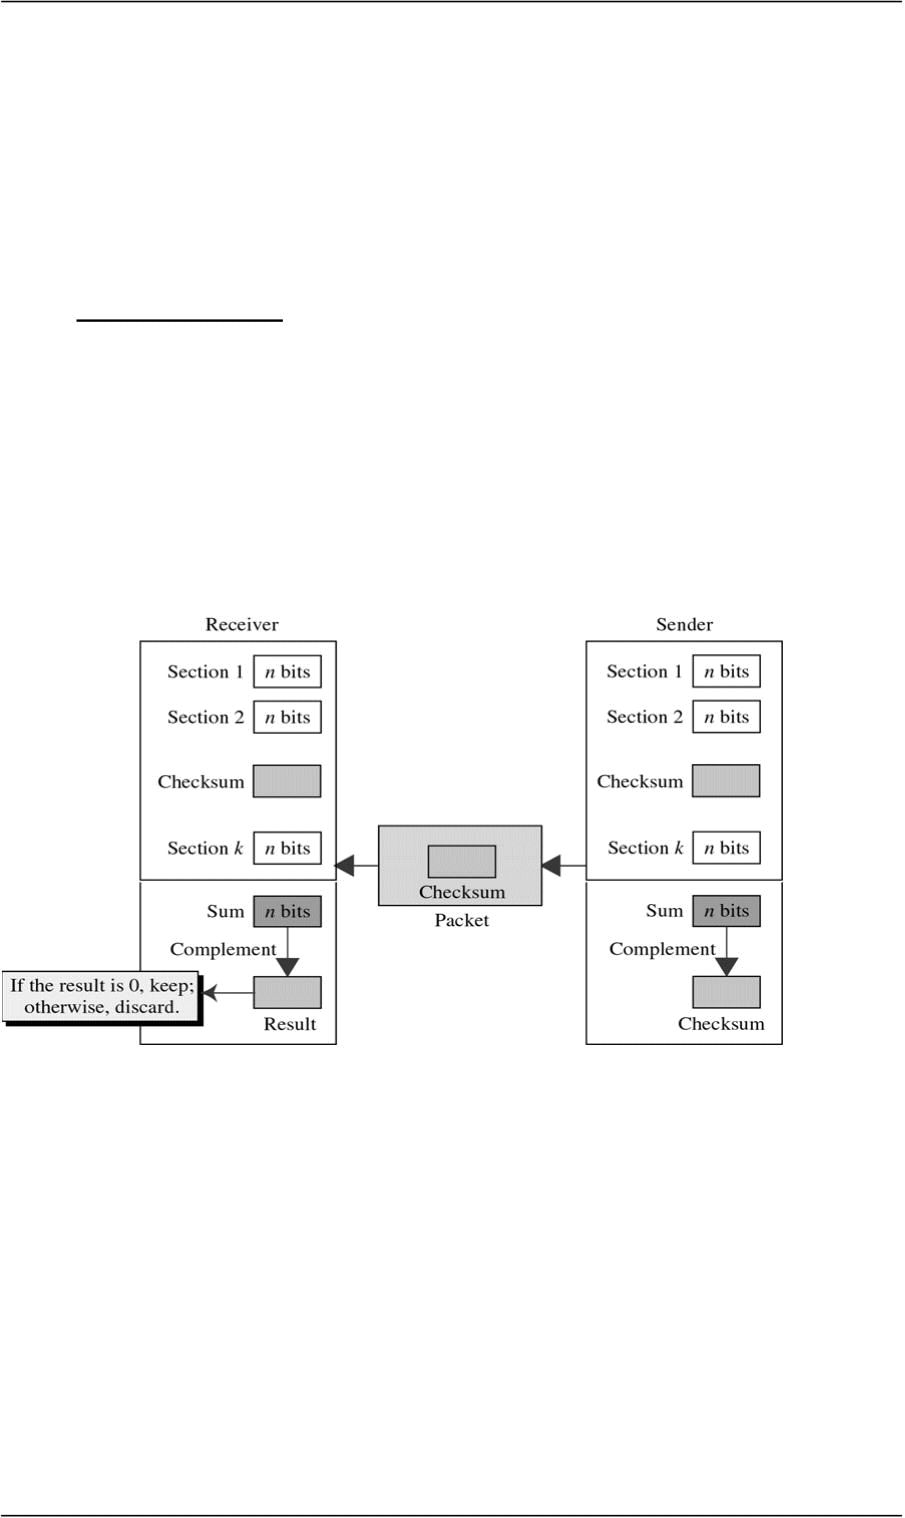 Receiver
Section 1 n bits
Section 2 n bits
Checksum
Section k n bits
Sum n bits
Complement
Result
If the result is 0, keep;
otherwise, discard.
Checksum
Packet
Sender
Section 1 n bits
Section 2 n bits
Checksum
Section k n bits
Sum n bits
Complement
Checksum